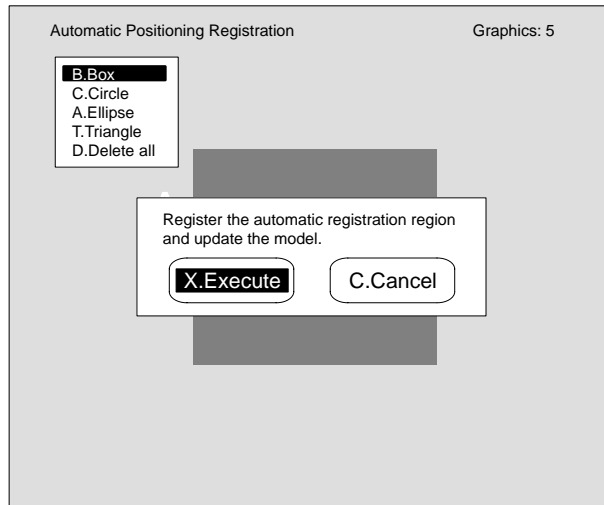 Automatic Positioning Registration Graphics: 5
B.Box
C.Circle
A.Ellipse
T.Triangle
D.Delete all
Register the automatic registration region
and update the model.
X.Execute C.Cancel